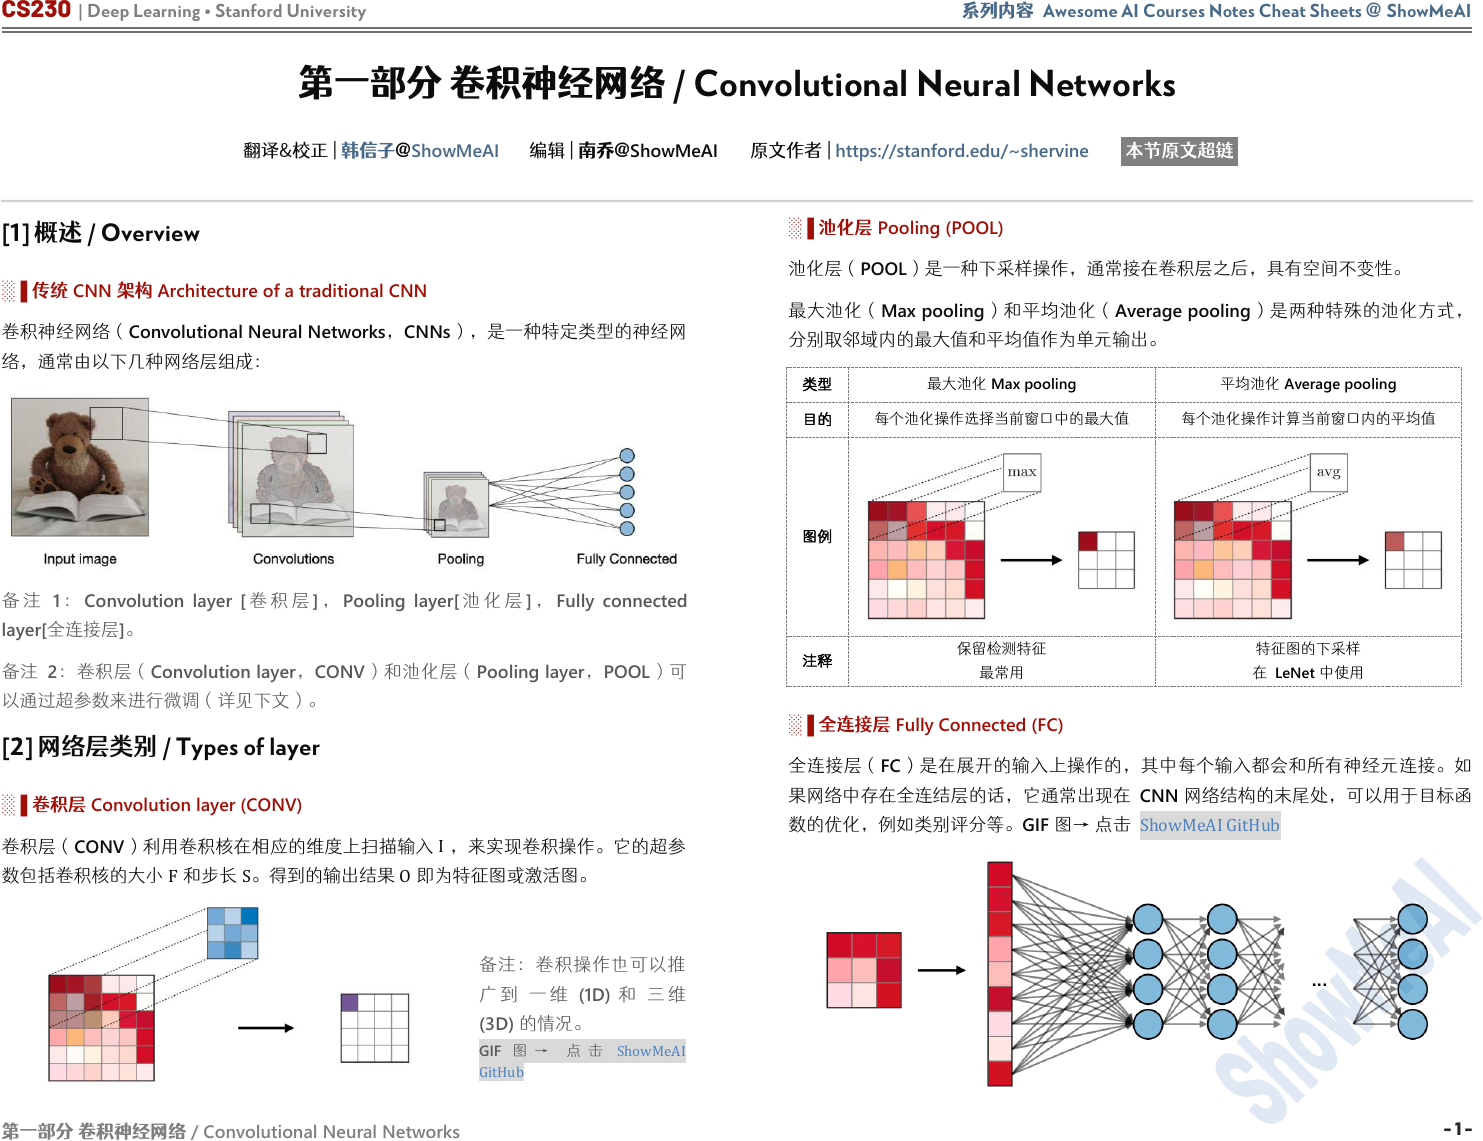 CS230 | Deep Learning • Stanford University
系列内容 Awesome AI Courses Notes Cheat Sheets @ ShowMeAI
第一部分 卷积神经网络 / Convolutional Neural Networks
翻译&校正 | 韩信子@ShowMeAI 编辑 | 南乔@ShowMeAI 原文作者 | https://stanford.edu/~shervine 本节原文超链
[1] 概述 / Overview
传统 CNN 架构 Architecture of a traditional CNN
卷积神经网络（Convolutional Neural Networks，CNNs），是一种特定类型的神经网
络，通常由以下几种网络层组成：
Input image Convolutions Pooling Fully Connected
备注 1：Convolution layer [卷积层]，Pooling layer[池化层]，Fully connected
layer[全连接层]。
备注 2：卷积层（Convolution layer，CONV）和池化层（Pooling layer，POOL）可
以通过超参数来进行微调（详见下文）。
[2] 网络层类别 / Types of layer
卷积层 Convolution layer (CONV)
卷积层（CONV）利用卷积核在相应的维度上扫描输入 I ，来实现卷积操作。它的超参
数包括卷积核的大小 F 和步长 S。得到的输出结果 O 即为特征图或激活图。
备注：卷积操作也可以推
广到 一维 (1D) 和 三维
(3D) 的情况。
GIF 图→ 点击 ShowMeAI
GitHub
池化层 Pooling (POOL)
池化层（POOL）是一种下采样操作，通常接在卷积层之后，具有空间不变性。
最大池化（Max pooling）和平均池化（Average pooling）是两种特殊的池化方式，
分别取邻域内的最大值和平均值作为单元输出。
类型 最大池化 Max pooling 平均池化 Average pooling
目的 每个池化操作选择当前窗口中的最大值 每个池化操作计算当前窗口内的平均值
图例 max avg
注释 保留检测特征 特征图的下采样
最常用 在 LeNet 中使用
全连接层 Fully Connected (FC)
全连接层（FC）是在展开的输入上操作的，其中每个输入都会和所有神经元连接。如
果网络中存在全连结层的话，它通常出现在 CNN 网络结构的末尾处，可以用于目标函
数的优化，例如类别评分等。GIF 图→ 点击 ShowMeAI GitHub
...
ShowMeAI
第一部分 卷积神经网络 / Convolutional Neural Networks
-1-